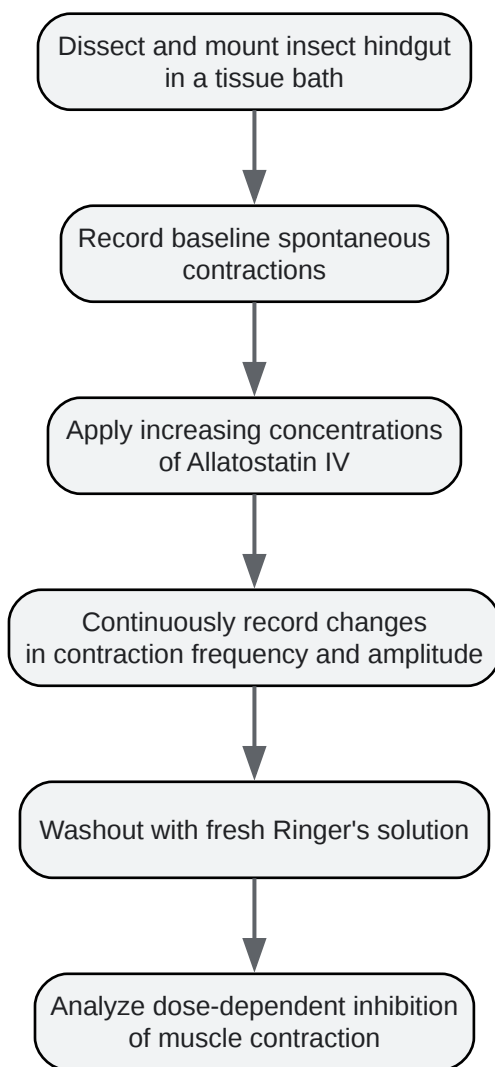 Dissect and mount insect hindgut
in a tissue bath
Record baseline spontaneous
contractions
Apply increasing concentrations
of Allatostatin IV
Continuously record changes
in contraction frequency and amplitude
Washout with fresh Ringer's solution
Analyze dose-dependent inhibition
of muscle contraction